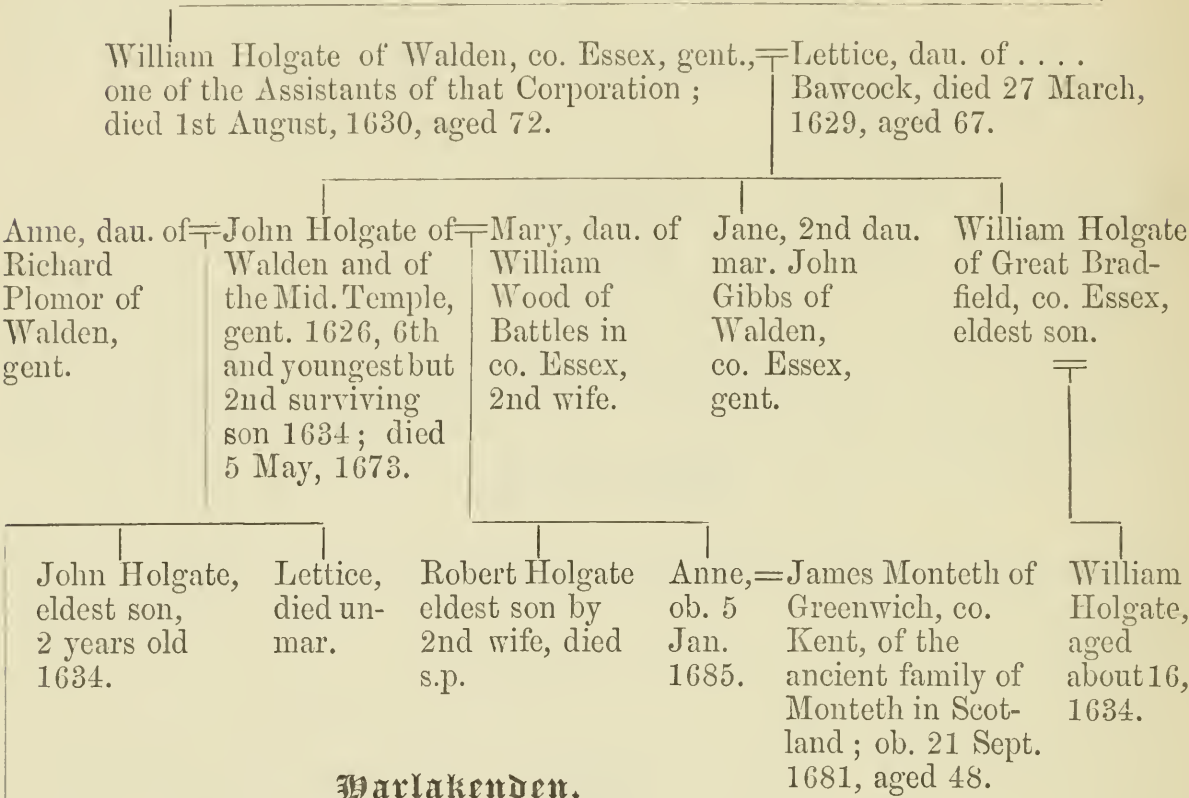 William Holgate of Walden, co. Essex, gent.,
one of the Assistants of that Corporation ;
died 1st August, 1630, aged 72.
Lettice, dau. of . . . .
Bawcock, died 27 March,
1629, aged 67.
Anne, dau. of
Richard
Plomor of
Walden,
gent.
John Holgate of
Walden and of
the Mid. Temple,
gent. 1626, 6th
and youngest but
2nd surviving
son 1634 ; died
5 May, 1673.
Mary, dau. of
William
Wood of
Battles in
co. Essex,
2nd wife.
Jane, 2nd dau.
mar. John
Gibbs of
Walden,
co. Essex,
gent.
William Holgate
of Great Brad-
field, co. Essex,
eldest son.
John Holgate,
eldest son,
2 years old
1634.
Lettice,
died un-
mar.
Robert Holgate
eldest son by
2nd wife, died
s.p.
Anne,
ob. 5
Jan.
1685.
James Monteth of
Greenwich, co.
Kent, of the
ancient family of
Monteth in Scot-
land ; ob. 21 Sept.
1681, aged 48.
William
Holgate,
aged
about 16,
1634.
Harlakenden.